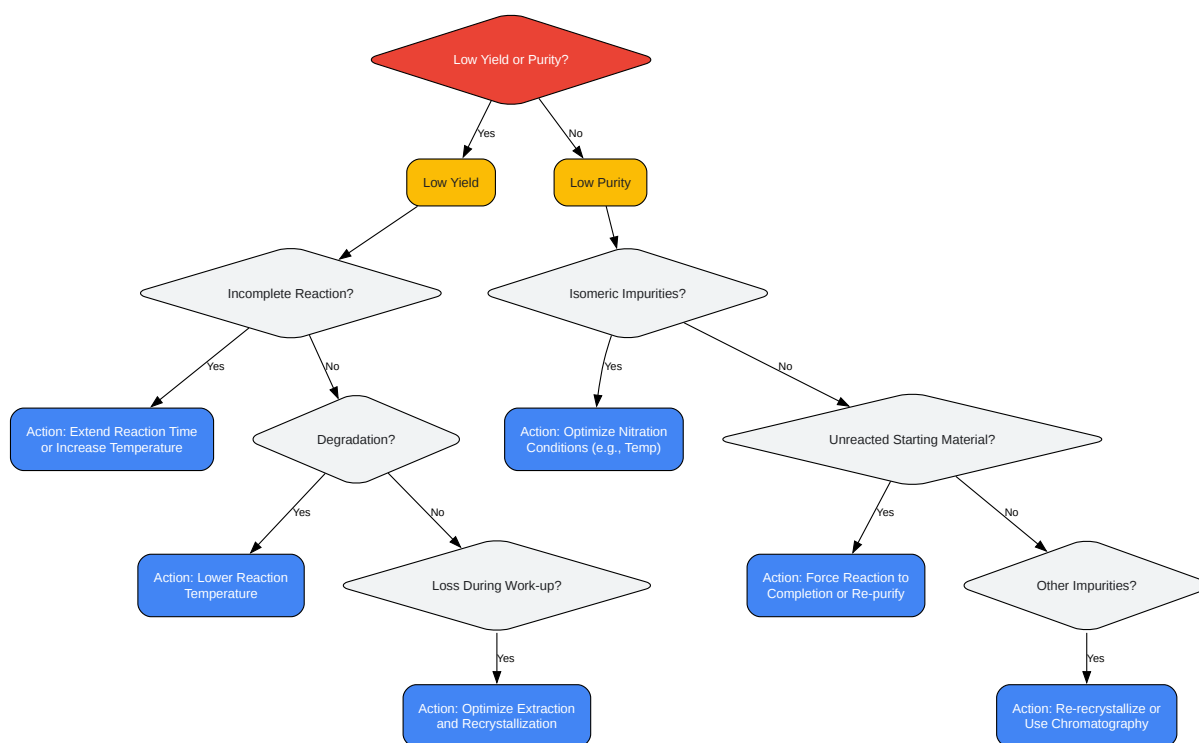 Low Yield or Purity?
Yes
No
Low Yield
Low Purity
Incomplete Reaction?
Isomeric Impurities?
Yes
No
Yes
No
Action: Extend Reaction Time
or Increase Temperature
Degradation?
Action: Optimize Nitration
Conditions (e.g., Temp)
Unreacted Starting Material?
Yes
No
Yes
No
Action: Lower Reaction
Temperature
Loss During Work-up?
Action: Force Reaction to
Completion or Re-purify
Other Impurities?
Yes
Yes
Action: Optimize Extraction
and Recrystallization
Action: Re-recrystallize or
Use Chromatography